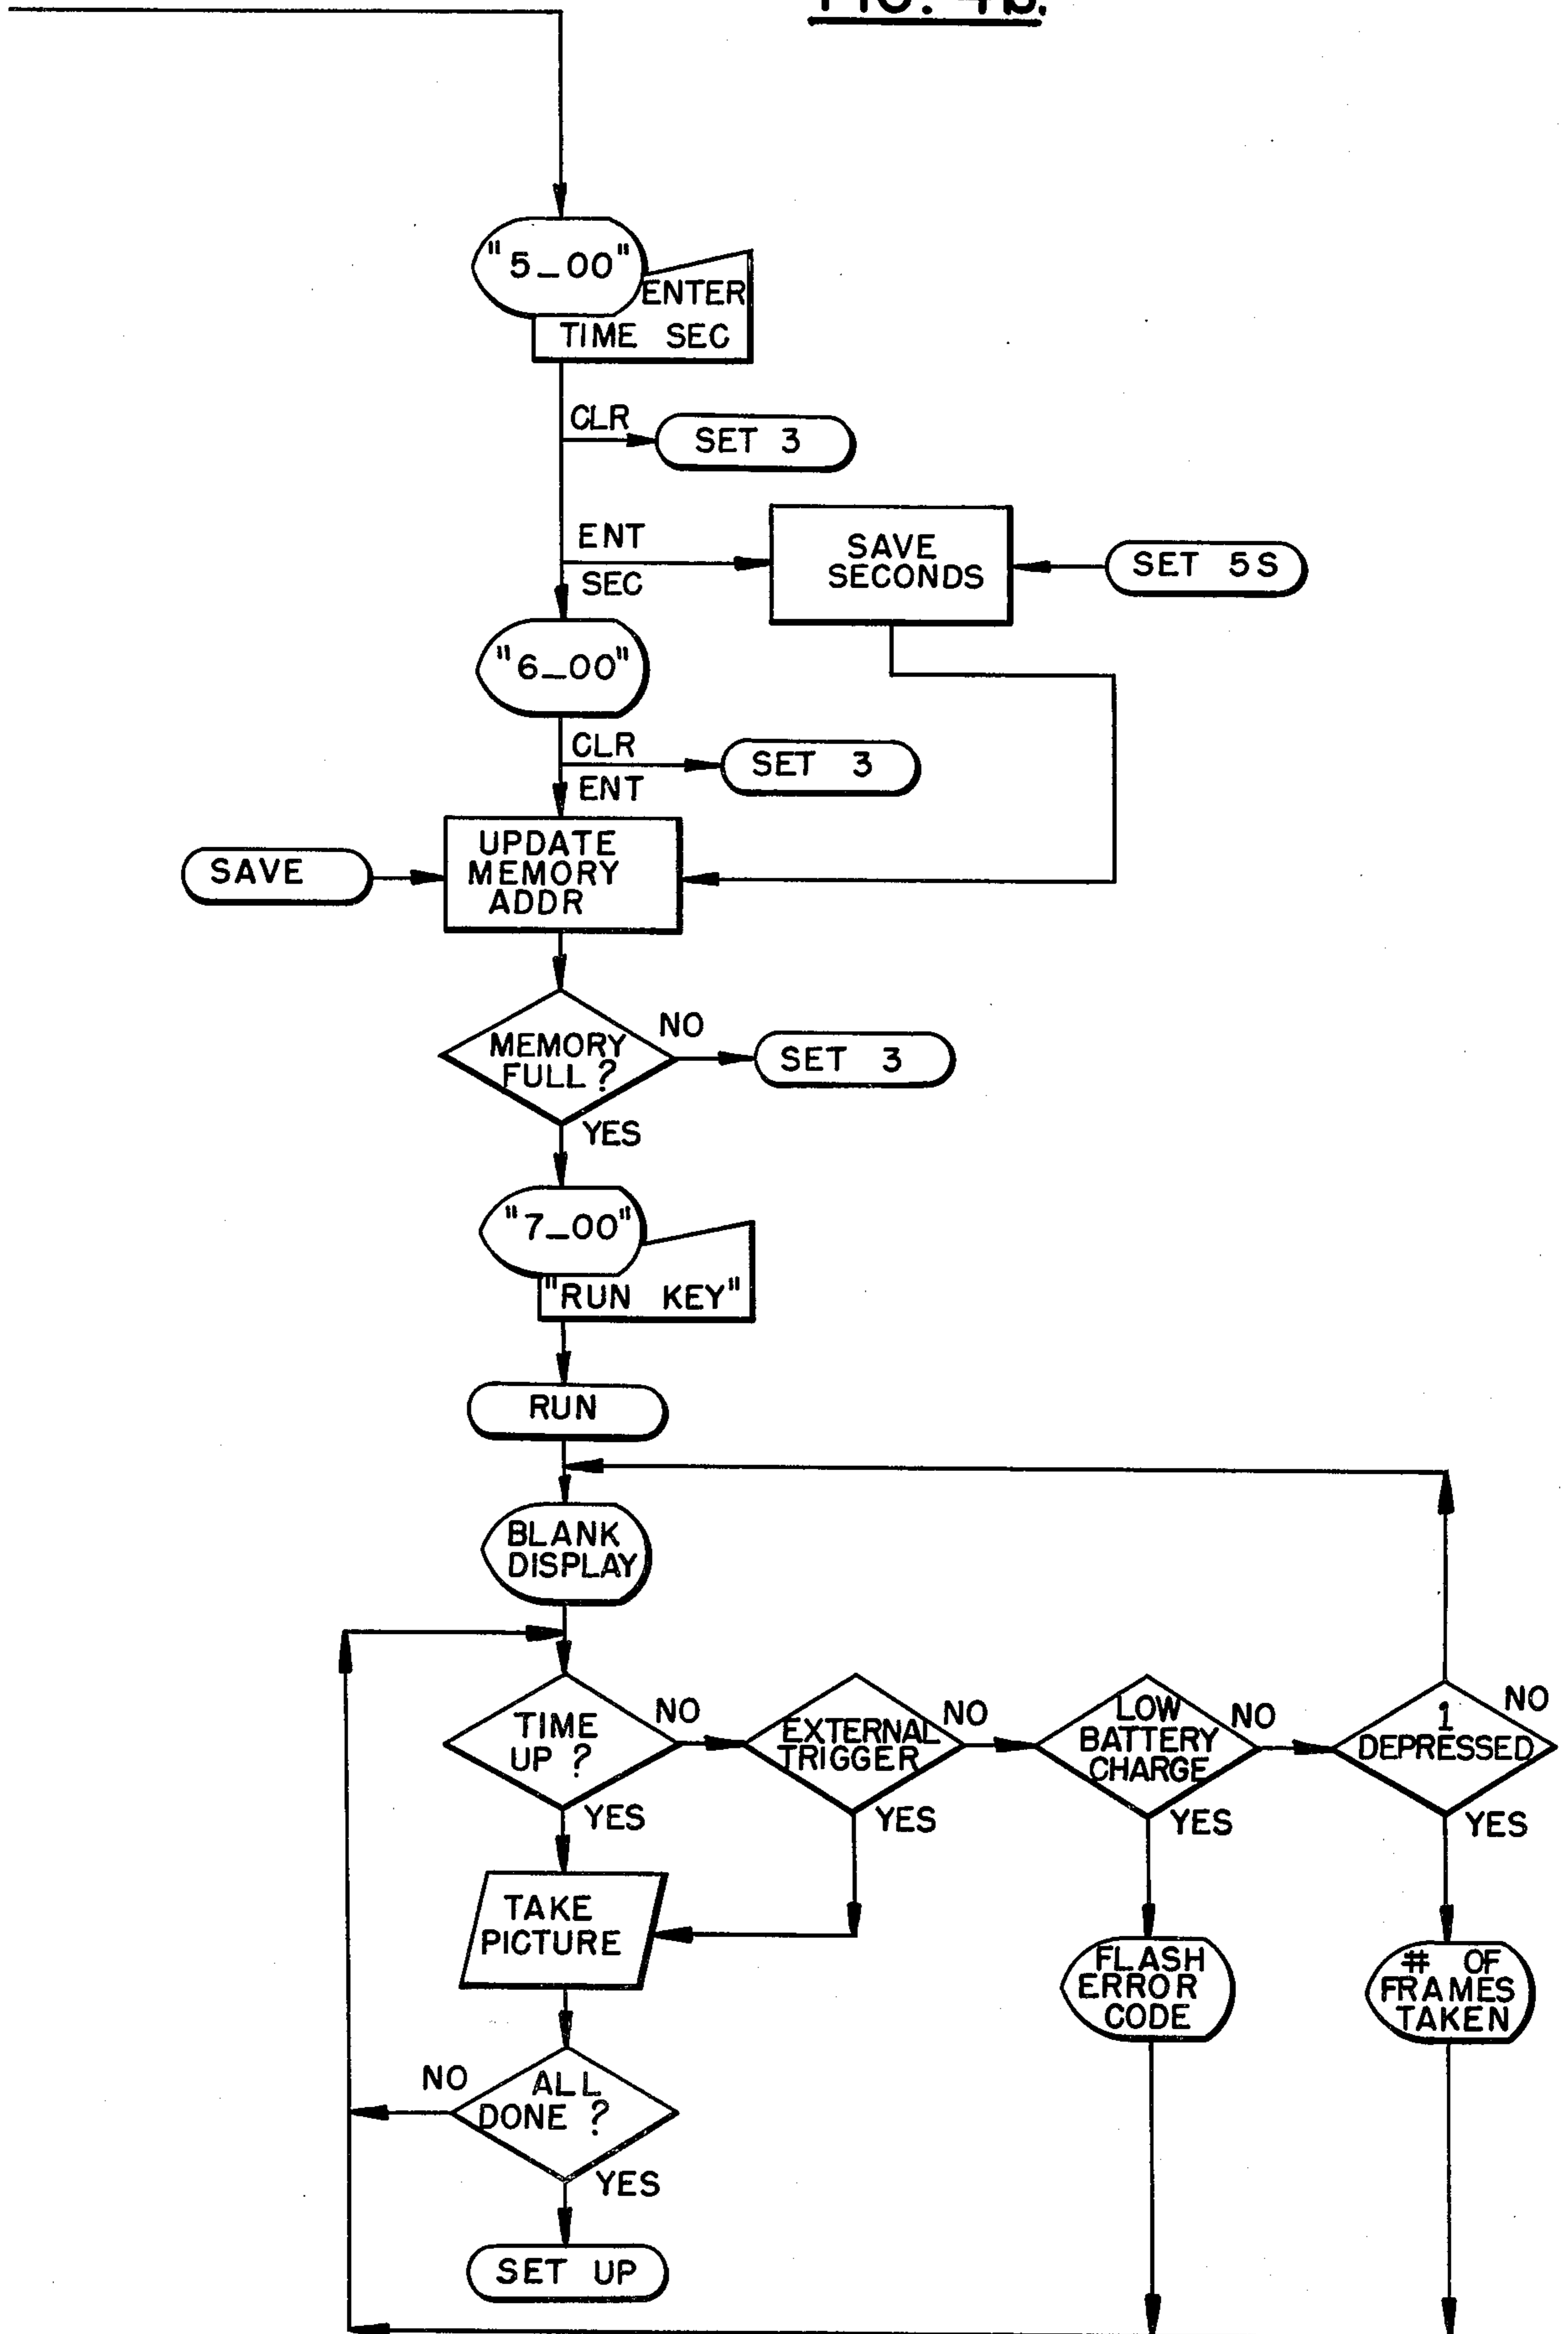 FIG. 4b.
"5_00"
ENTER
TIME SEC
CLR
SET 3
ENT
SEC
SAVE
SECONDS
SET 5S
"6_00"
CLR
SET 3
ENT
SAVE
UPDATE
MEMORY
ADDR
MEMORY
FULL?
NO
SET 3
YES
"7_00"
"RUN KEY"
RUN
BLANK
DISPLAY
TIME
UP ?
NO
YES
EXTERNAL
TRIGGER
NO
YES
LOW
BATTERY
CHARGE
NO
YES
1
DEPRESSED
NO
YES
TAKE
PICTURE
FLASH
ERROR
CODE
# OF
FRAMES
TAKEN
ALL
DONE ?
NO
YES
SET UP